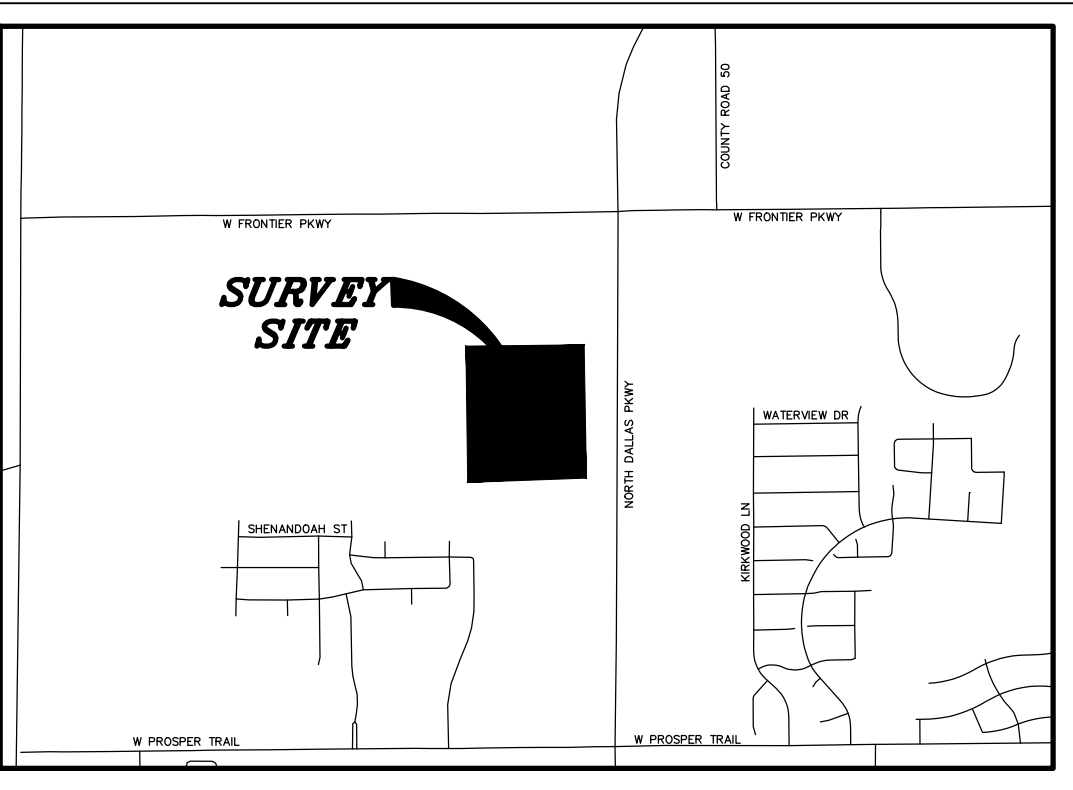 COUNTY ROAD 50
W FRONTIER PKWY
W FRONTIER PKWY
SURVEY
SITE
NORTH DALLAS PKWY
WATERVIEW DR
KIRKWOOD LN
SHENANDOAH ST
W PROSPER TRAIL
W PROSPER TRAIL